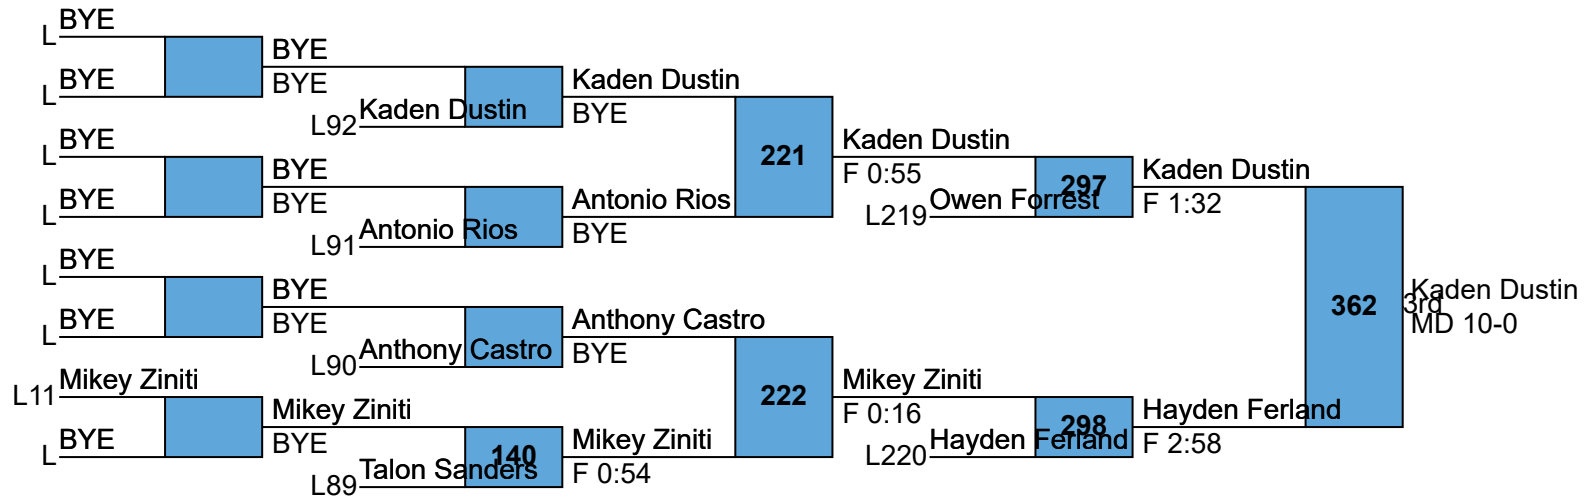 BYE
L
BYE
BYE
L
BYE
Kaden Dustin
L92
Kaden Dustin
BYE
BYE
L
BYE
BYE
L
BYE
Antonio Rios
L91
Antonio Rios
BYE
221
Kaden Dustin
F 0:55
Owen Forrest
L219
297
Kaden Dustin
F 1:32
BYE
L
BYE
BYE
L
BYE
Anthony Castro
L90
Anthony Castro
BYE
Mikey Ziniti
L11
Mikey Ziniti
BYE
L
BYE
Talon Sanders
L89
140
Mikey Ziniti
F 0:54
222
Mikey Ziniti
F 0:16
Hayden Ferland
L220
298
Hayden Ferland
F 2:58
362
Kaden Dustin
3rd
MD 10-0